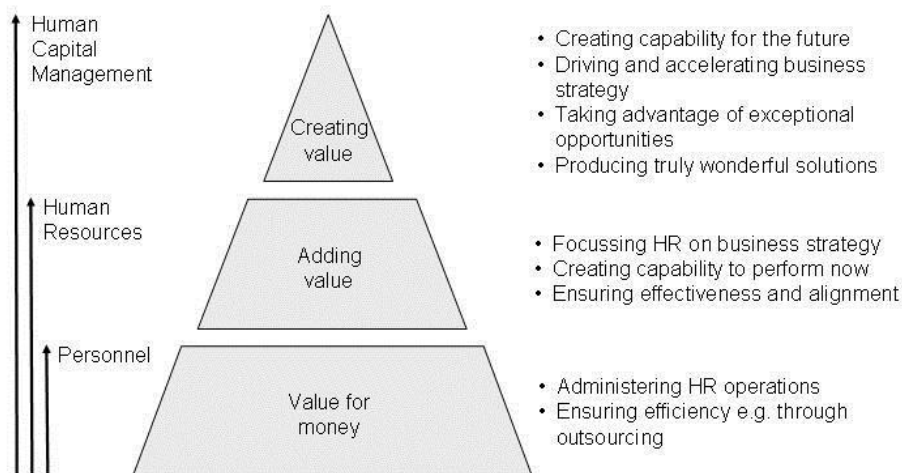 Human
Capital
Management
Creating
value
• Creating capability for the future
• Driving and accelerating business
strategy
• Taking advantage of exceptional
opportunities
• Producing truly wonderful solutions
Human
Resources
Adding
value
• Focussing HR on business strategy
• Creating capability to perform now
• Ensuring effectiveness and alignment
Personnel
Value for
money
• Administering HR operations
• Ensuring efficiency e.g. through
outsourcing